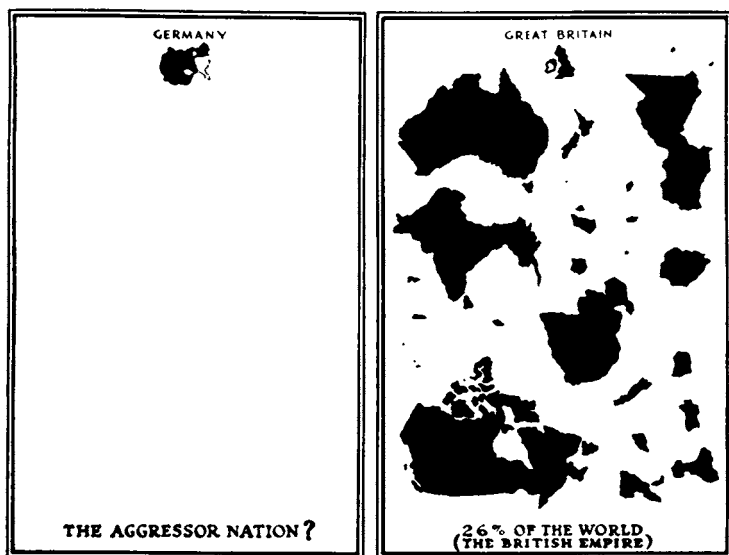 GERMANY
THE AGGRESSOR NATION?
GREAT BRITAIN
26% OF THE WORLD
(THE BRITISH EMPIRE)